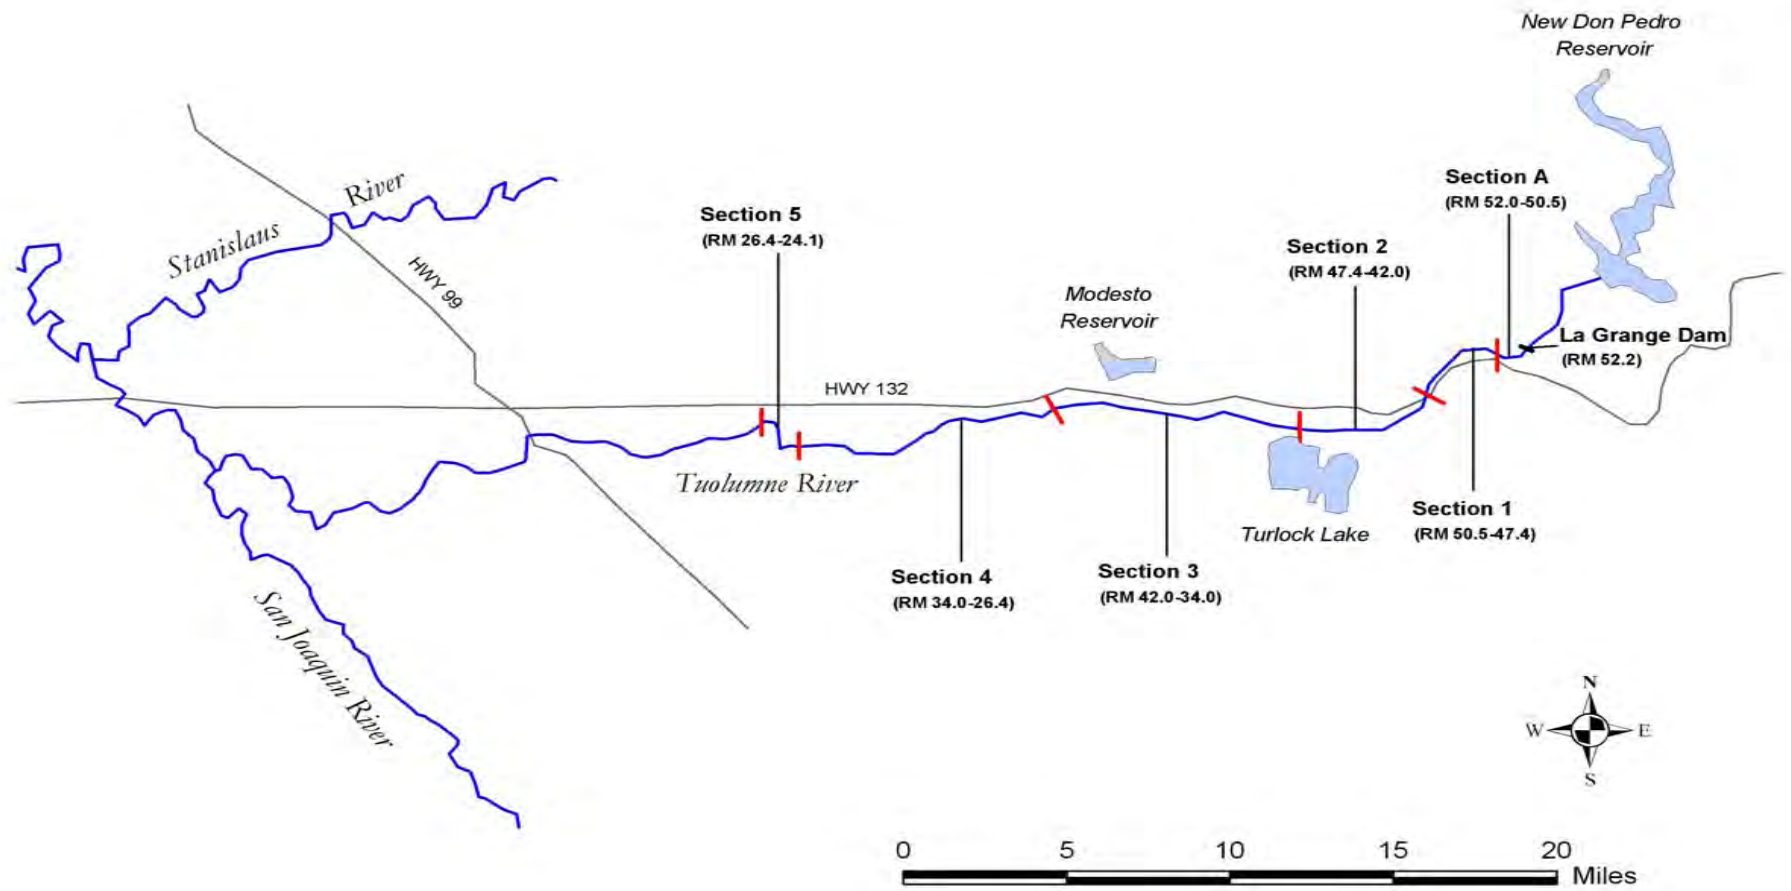 New Don Pedro
Reservoir
Section A
(RM 52.0-50.5)
Section 5
(RM 26.4-24.1)
Section 2
(RM 47.4-42.0)
Stanislaus River
HWY 99
Modesto
Reservoir
La Grange Dam
(RM 52.2)
HWY 132
Tuolumne River
Turlock Lake
Section 1
(RM 50.5-47.4)
Section 4
(RM 34.0-26.4)
Section 3
(RM 42.0-34.0)
San Joaquin River
N
W E
S
0 5 10 15 20
Miles